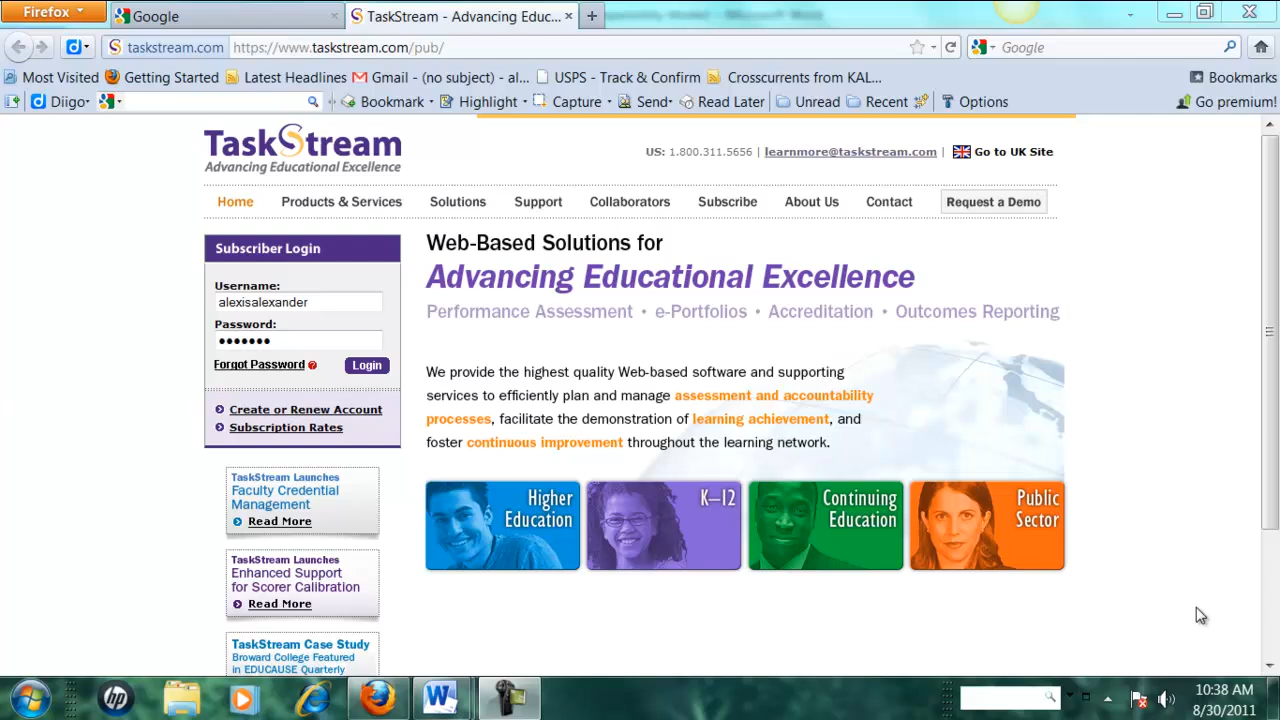 Firefox
Google
TaskStream - Advancing Educ...
taskstream.com
https://www.taskstream.com/pub/
Google
Most Visited
Getting Started
Latest Headlines
Gmail - (no subject) - al...
USPS - Track & Confirm
Crosscurrents from KAL...
Bookmarks
Diigo
Bookmark
Highlight
Capture
Send
Read Later
Unread
Recent
Options
Go premium!
TaskStream
Advancing Educational Excellence
US: 1.800.311.5656 | learnmore@taskstream.com | Go to UK Site
Home
Products & Services
Solutions
Support
Collaborators
Subscribe
About Us
Contact
Request a Demo
Subscriber Login
Username:
alexisalexander
Password:
•••••••
Forgot Password
Login
Create or Renew Account
Subscription Rates
TaskStream Launches
Faculty Credential
Management
Read More
TaskStream Launches
Enhanced Support
for Scorer Calibration
Read More
TaskStream Case Study
Broward College Featured
in EDUCAUSE Quarterly
Web-Based Solutions for
Advancing Educational Excellence
Performance Assessment • e-Portfolios • Accreditation • Outcomes Reporting
We provide the highest quality Web-based software and supporting
services to efficiently plan and manage assessment and accountability
processes, facilitate the demonstration of learning achievement, and
foster continuous improvement throughout the learning network.
Higher
Education
K–12
Continuing
Education
Public
Sector
hp
10:38 AM
8/30/2011